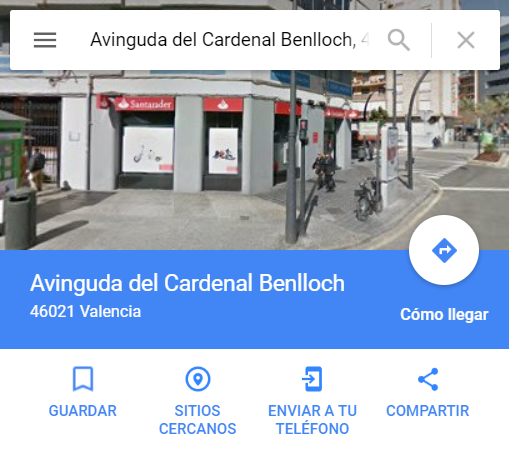 Avinguda del Cardenal Benlloch, 4
Santander
Avinguda del Cardenal Benlloch
46021 Valencia
Cómo llegar
GUARDAR
SITIOS
CERCANOS
ENVIAR A TU
TELÉFONO
COMPARTIR